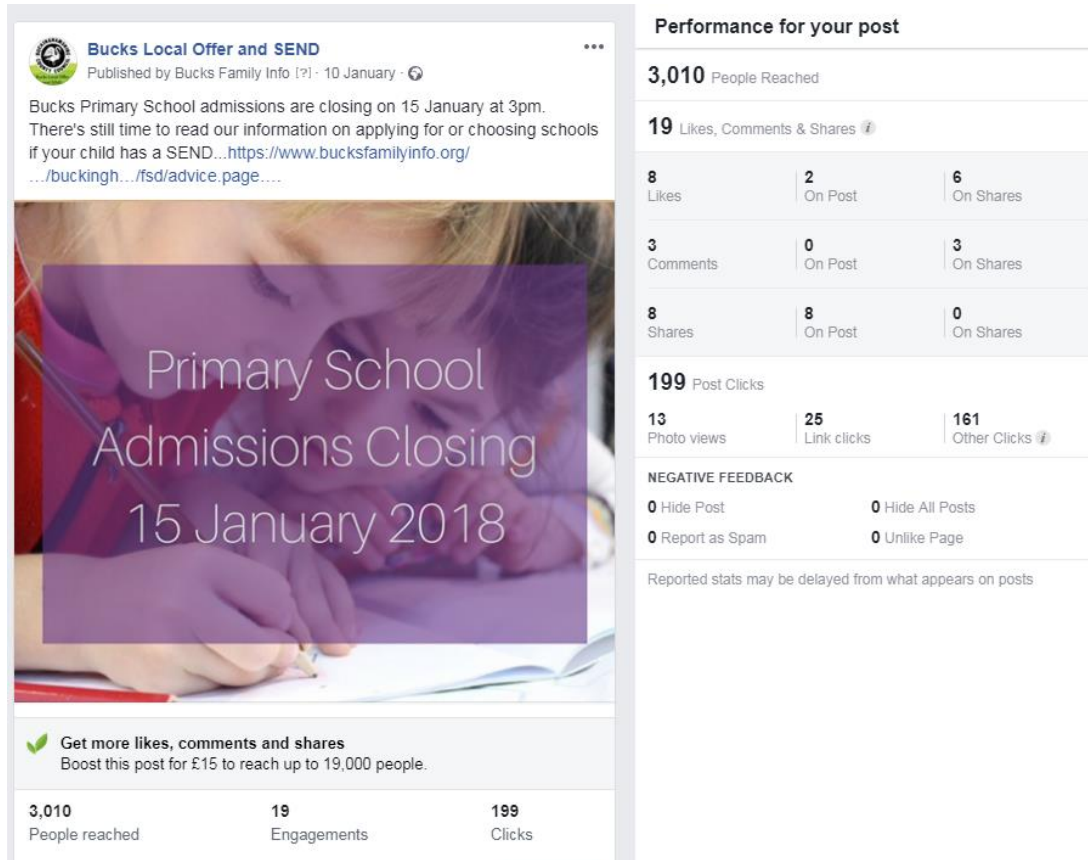 Bucks Local Offer and SEND
Published by Bucks Family Info [?] · 10 January ·
Bucks Primary School admissions are closing on 15 January at 3pm.
There's still time to read our information on applying for or choosing schools
if your child has a SEND...https://www.bucksfamilyinfo.org/
…/buckingh…/fsd/advice.page….
Primary School
Admissions Closing
15 January 2018
Get more likes, comments and shares
Boost this post for £15 to reach up to 19,000 people.
3,010 19 199
People reached Engagements Clicks
Performance for your post
3,010 People Reached
19 Likes, Comments & Shares
8 2 6
Likes On Post On Shares
3 0 3
Comments On Post On Shares
8 8 0
Shares On Post On Shares
199 Post Clicks
13 25 161
Photo views Link clicks Other Clicks
NEGATIVE FEEDBACK
0 Hide Post 0 Hide All Posts
0 Report as Spam 0 Unlike Page
Reported stats may be delayed from what appears on posts